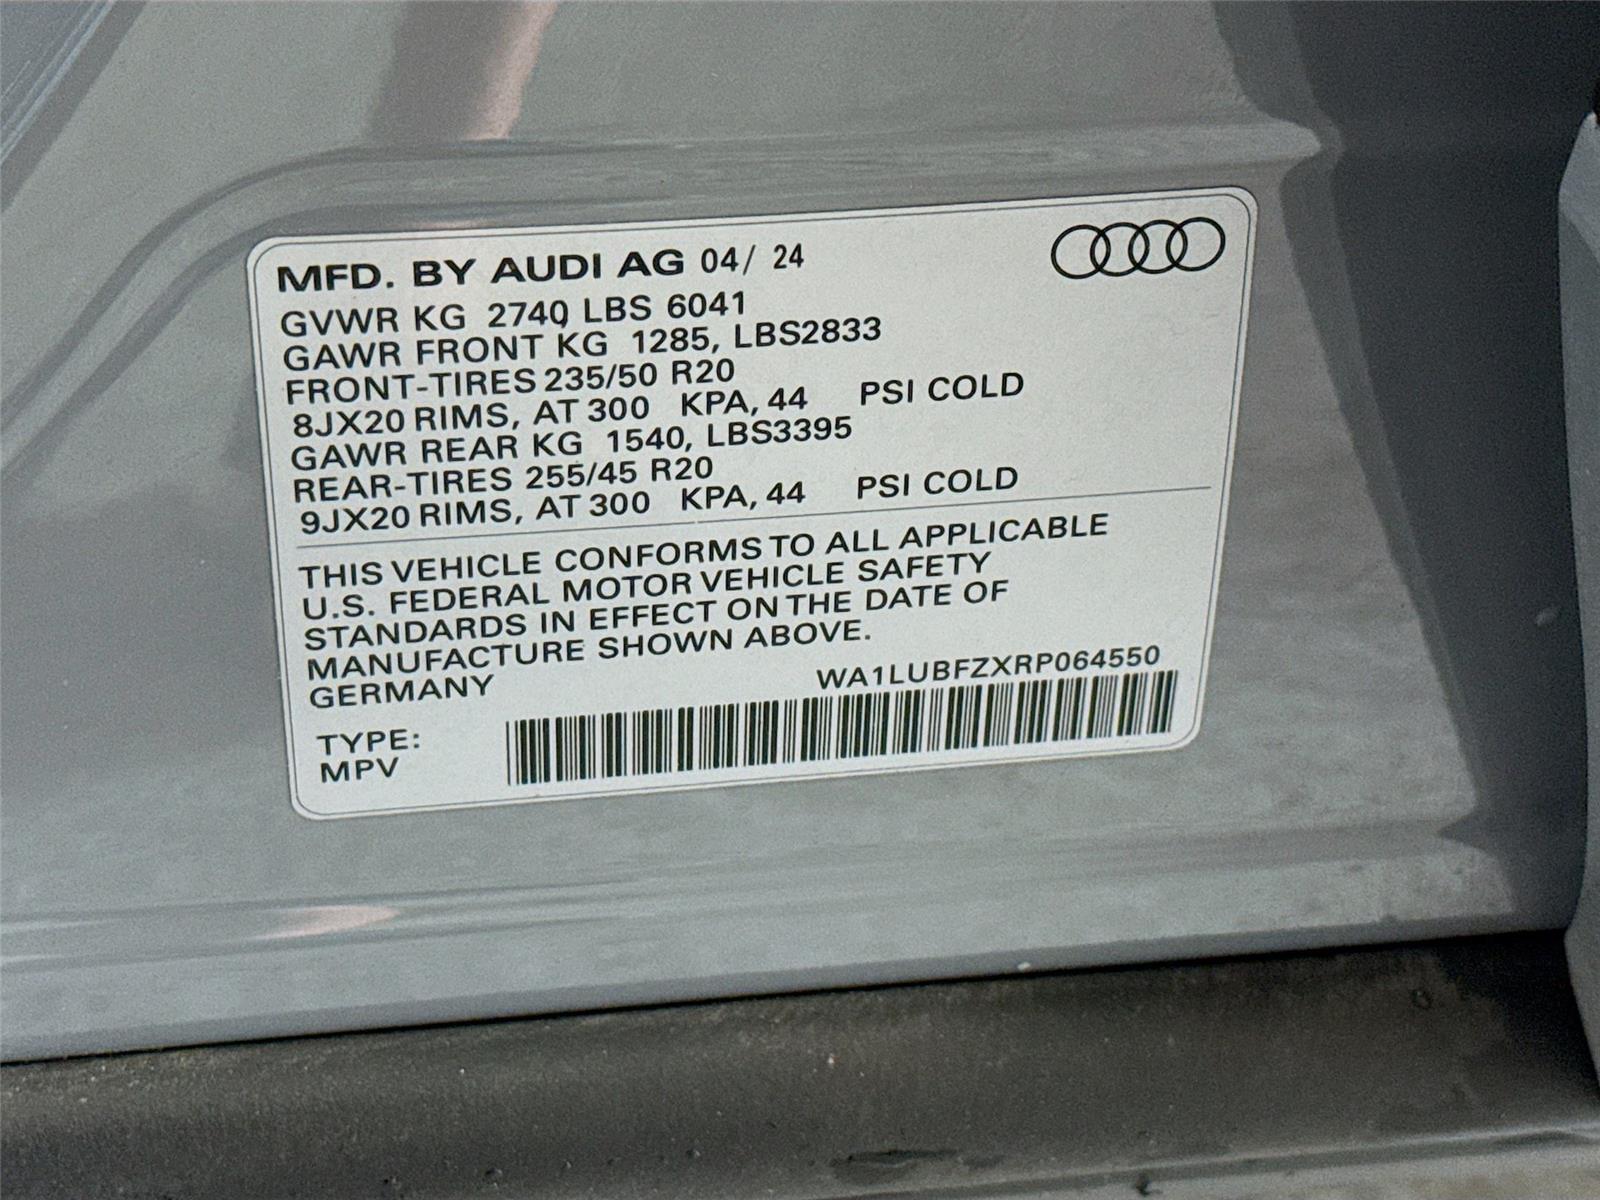 MFD. BY AUDI AG 04/ 24
GVWR KG 2740 LBS 6041
GAWR FRONT KG 1285, LBS2833
FRONT-TIRES 235/50 R20
8JX20 RIMS, AT 300 KPA, 44 PSI COLD
GAWR REAR KG 1540, LBS3395
REAR-TIRES 255/45 R20
9JX20 RIMS, AT 300 KPA, 44 PSI COLD
THIS VEHICLE CONFORMS TO ALL APPLICABLE
U.S. FEDERAL MOTOR VEHICLE SAFETY
STANDARDS IN EFFECT ON THE DATE OF
MANUFACTURE SHOWN ABOVE.
GERMANY WA1LUBFZXRP064550
TYPE:
MPV